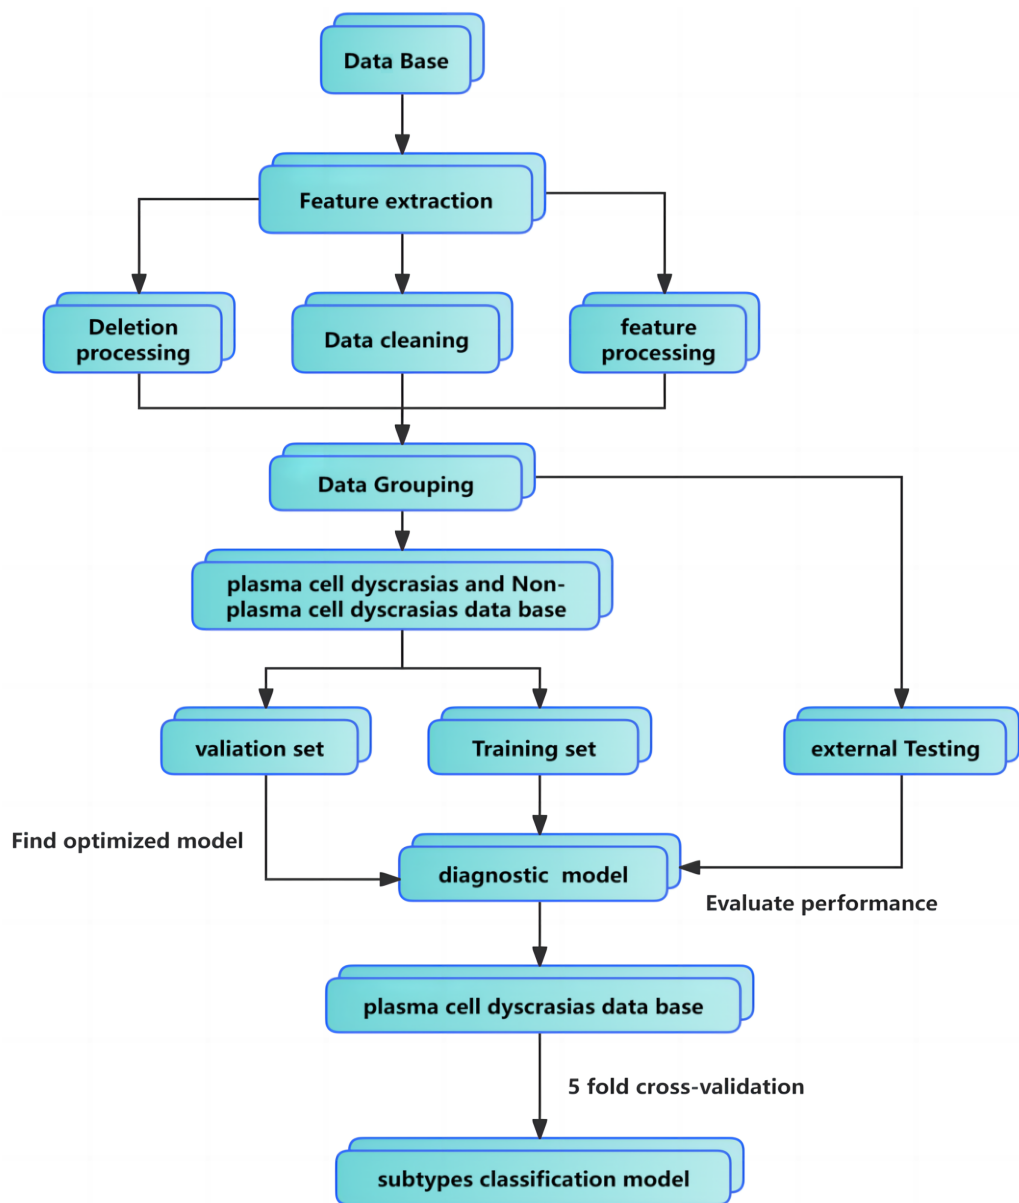 Data Base
Feature extraction
Deletion
processing
Data cleaning
feature
processing
Data Grouping
plasma cell dyscrasias and Non-
plasma cell dyscrasias data base
valiation set
Training set
external Testing
Find optimized model
diagnostic  model
Evaluate performance
plasma cell dyscrasias data base
5 fold cross-validation
subtypes classification model